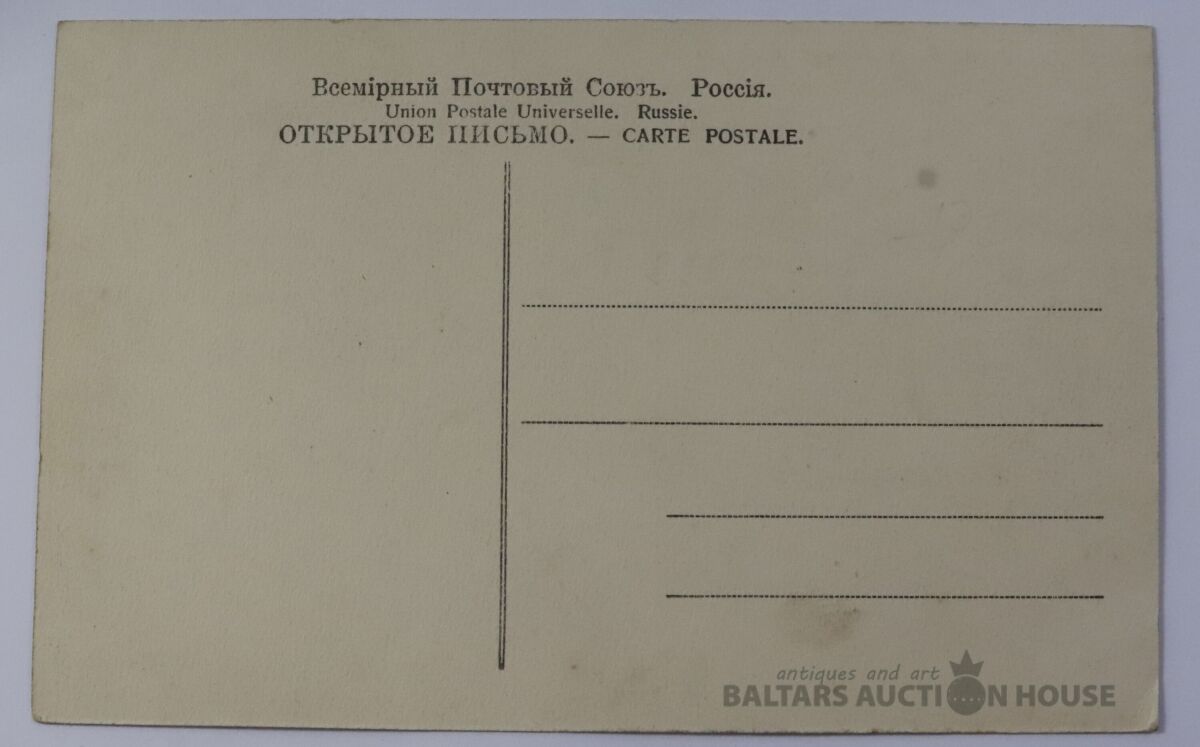 Всемірный Почтовый Союзъ. Россія.
Union Postale Universelle. Russie.
ОТКРЫТОЕ ПИСЬМО. — CARTE POSTALE.
antiques and art
BALTARS AUCTION HOUSE